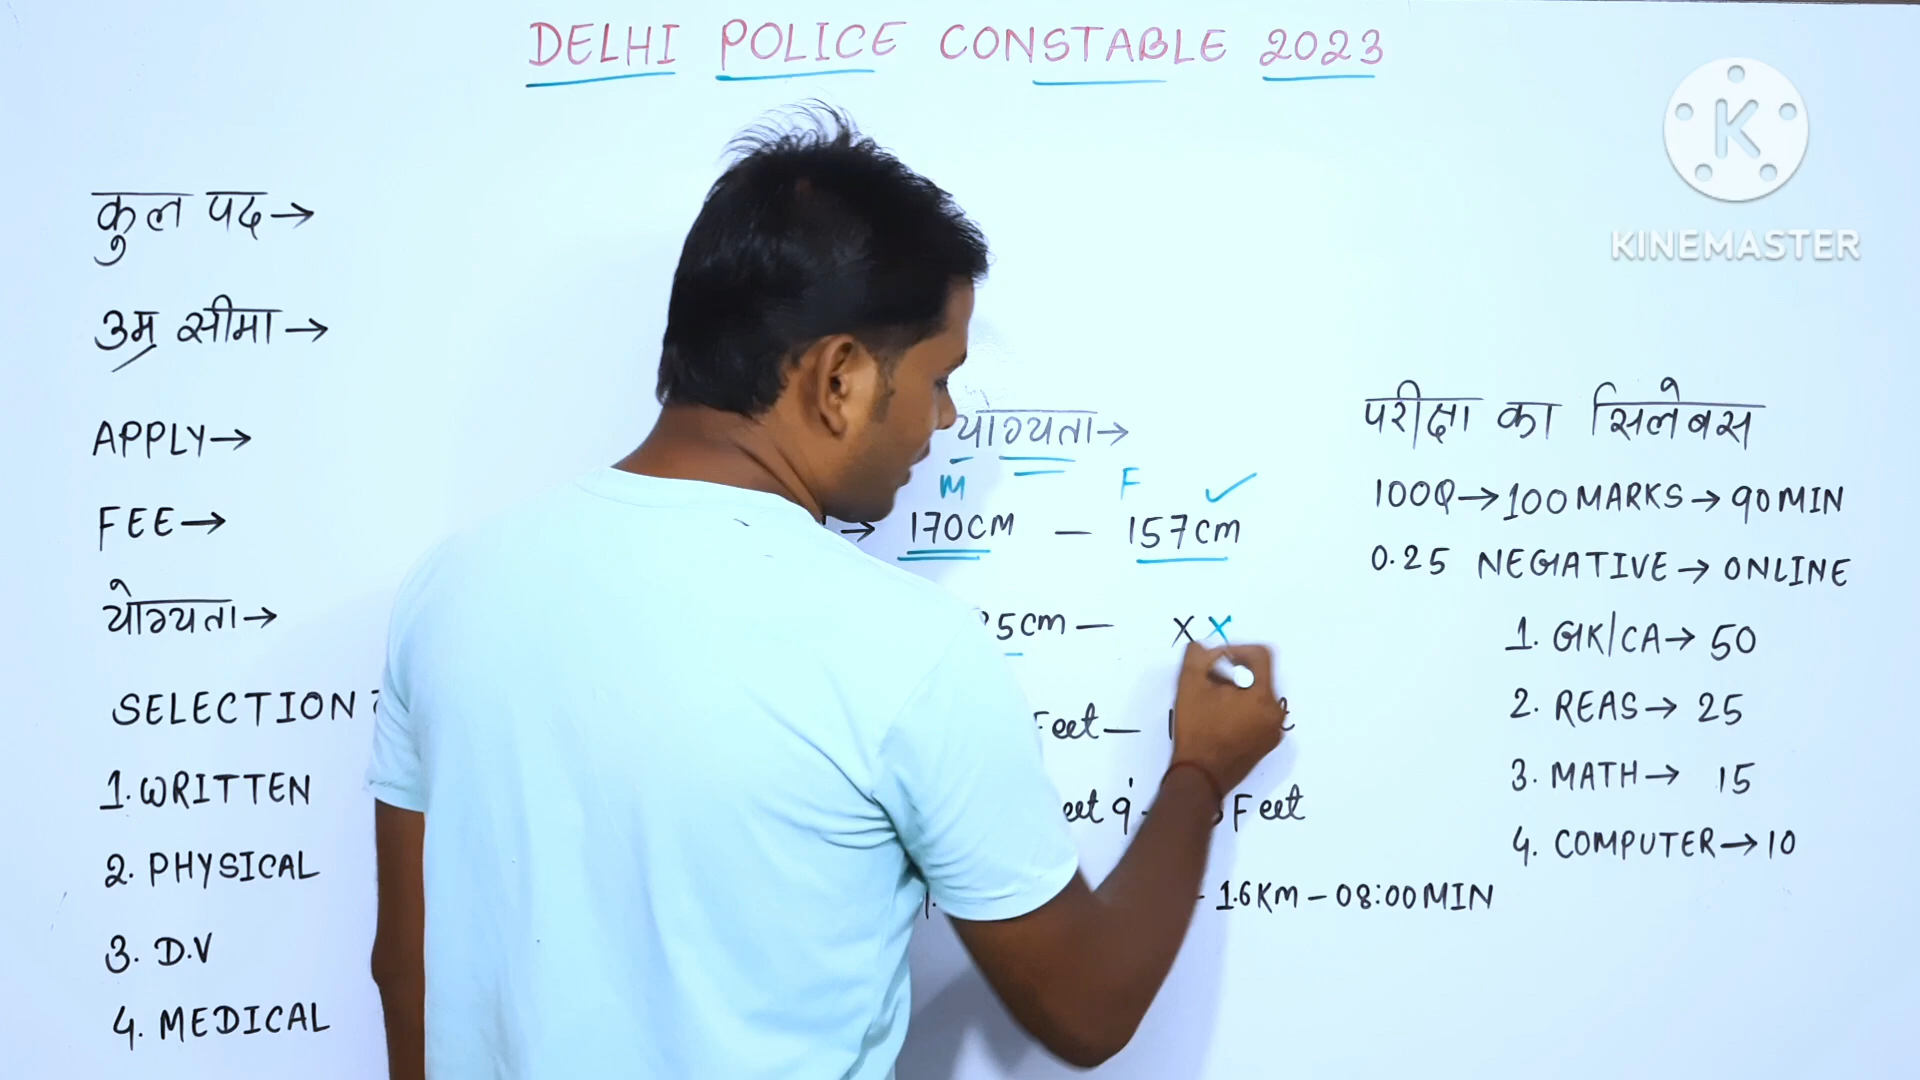 DELHI POLICE CONSTABLE 2023
K
KINEMASTER
कुल पद→
उम्र सीमा→
APPLY→
FEE→
योग्यता→
SELECTION
1. WRITTEN
2. PHYSICAL
3. D.V
4. MEDICAL
योग्यता→
M F ✓
→ 170CM — 157cm
5cm — X X
Feet —
9' - Feet
- 1.6Km - 08:00MIN
परीक्षा का सिलेबस
100Q→100MARKS→90MIN
0.25 NEGATIVE→ONLINE
1. GK/CA→ 50
2. REAS→ 25
3. MATH→ 15
4. COMPUTER→10